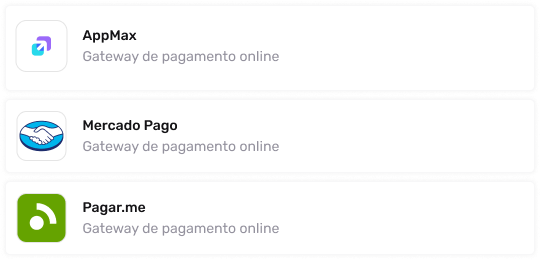 AppMax
Gateway de pagamento online
Mercado Pago
Gateway de pagamento online
Pagar.me
Gateway de pagamento online